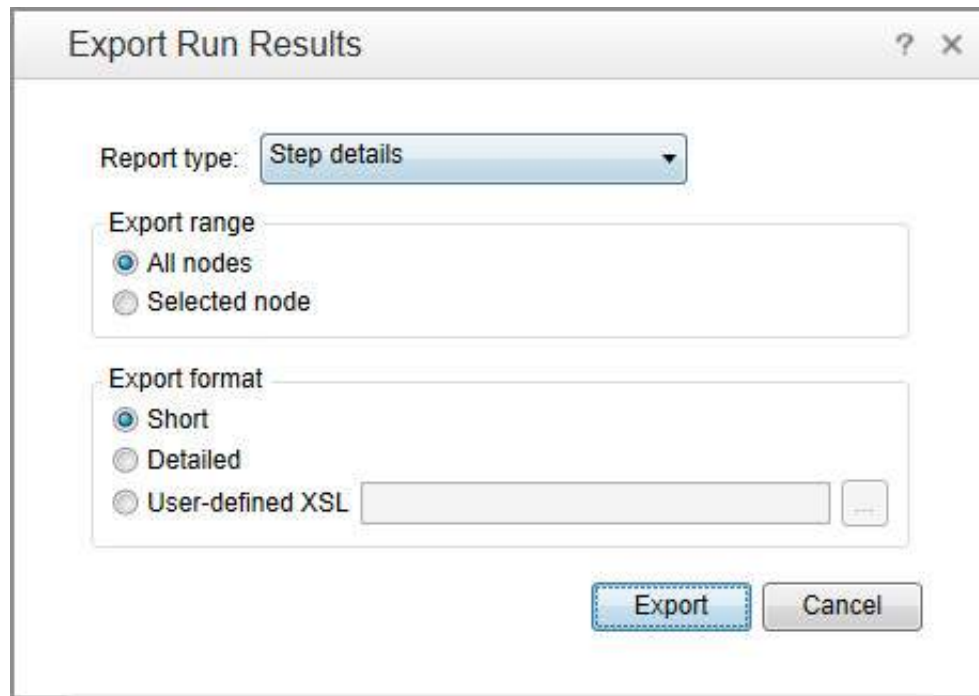 Export Run Results ? ×
Report type: Step details
Export range
All nodes
Selected node
Export format
Short
Detailed
User-defined XSL ...
Export Cancel